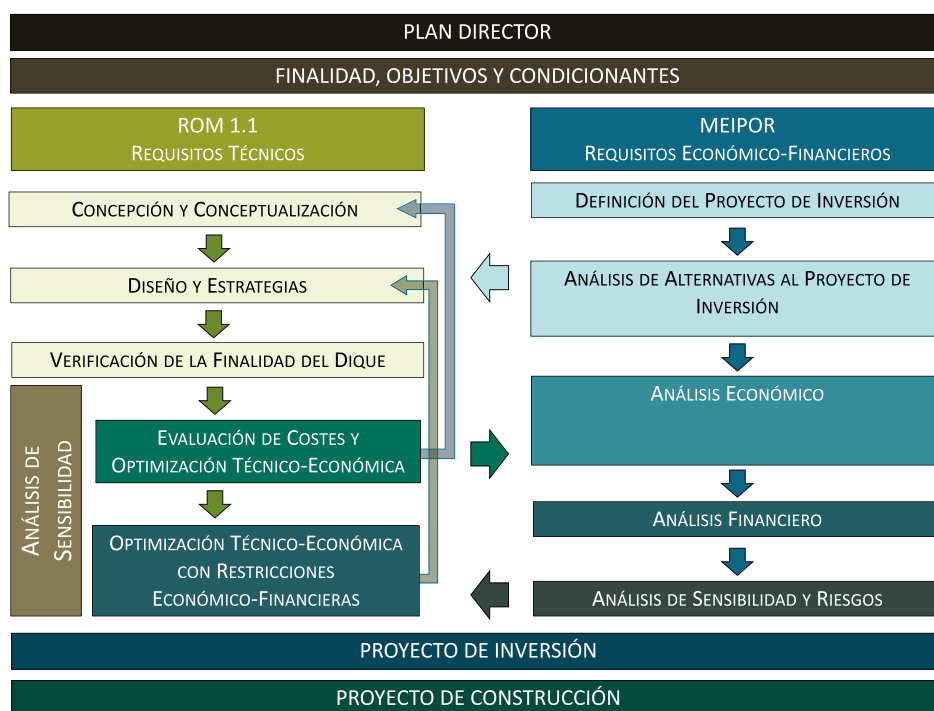 PLAN DIRECTOR
FINALIDAD, OBJETIVOS Y CONDICIONANTES
ROM 1.1
REQUISITOS TÉCNICOS
CONCEPCIÓN Y CONCEPTUALIZACIÓN
DISEÑO Y ESTRATEGIAS
VERIFICACIÓN DE LA FINALIDAD DEL DIQUE
ANÁLISIS DE
SENSIBILIDAD
EVALUACIÓN DE COSTES Y
OPTIMIZACIÓN TÉCNICO-ECONÓMICA
OPTIMIZACIÓN TÉCNICO-ECONÓMICA
CON RESTRICCIONES
ECONÓMICO-FINANCIERAS
MEIPOR
REQUISITOS ECONÓMICO-FINANCIEROS
DEFINICIÓN DEL PROYECTO DE INVERSIÓN
ANÁLISIS DE ALTERNATIVAS AL PROYECTO DE
INVERSIÓN
ANÁLISIS ECONÓMICO
ANÁLISIS FINANCIERO
ANÁLISIS DE SENSIBILIDAD Y RIESGOS
PROYECTO DE INVERSIÓN
PROYECTO DE CONSTRUCCIÓN